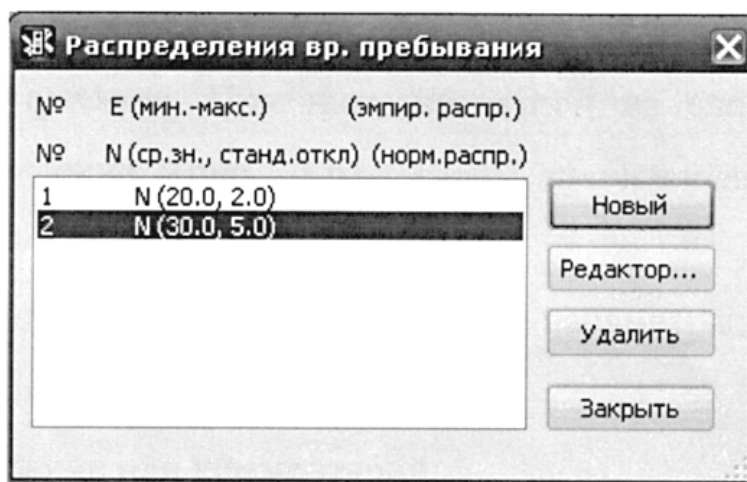 Распределения вр. пребывания
№ E (мин.-макс.) (эмпир. распр.)
№ N (ср.зн., станд.откл) (норм.распр.)
1 N (20.0, 2.0)
2 N (30.0, 5.0)
Новый
Редактор...
Удалить
Закрыть